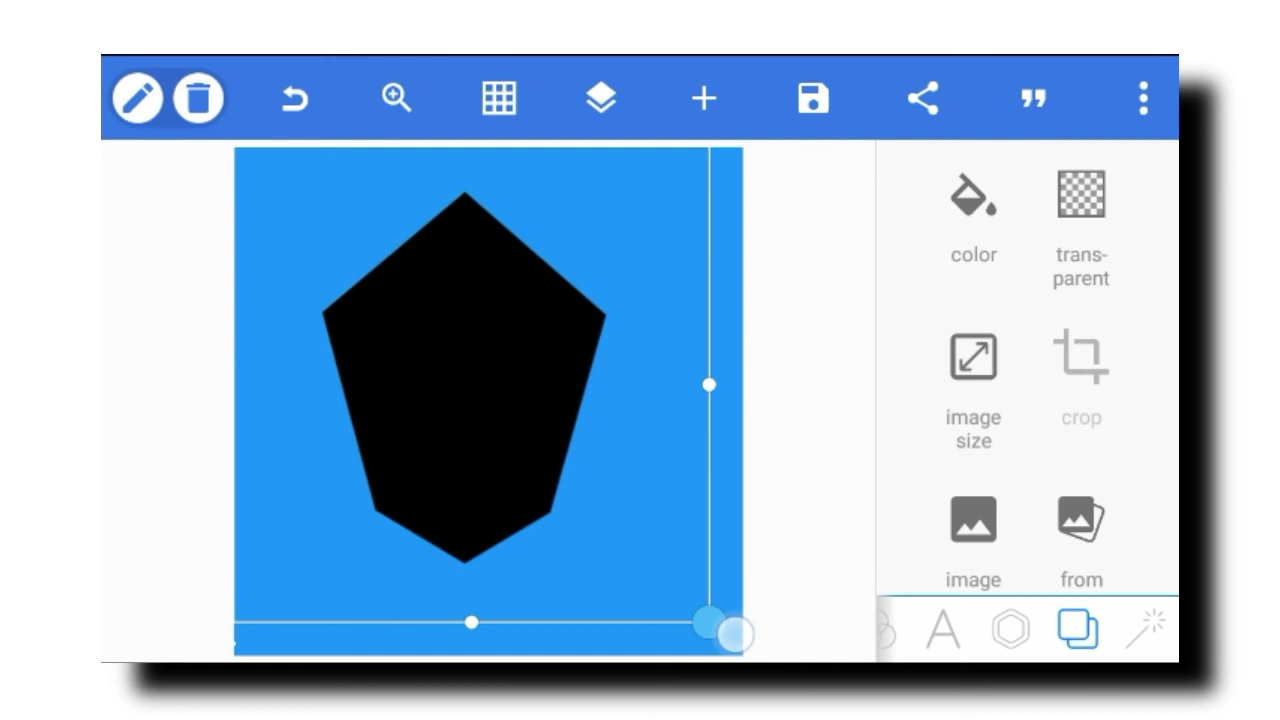 color
trans-
parent
image
size
crop
image
from